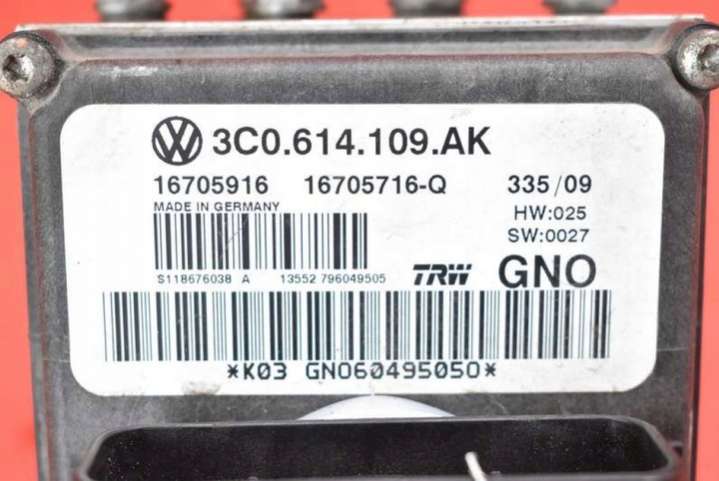 3C0.614.109.AK
16705916 16705716-Q 335/09
MADE IN GERMANY HW:025
SW:0027
S118676038 A 13552 796049505 TRW GNO
*K03 GNO60495050*